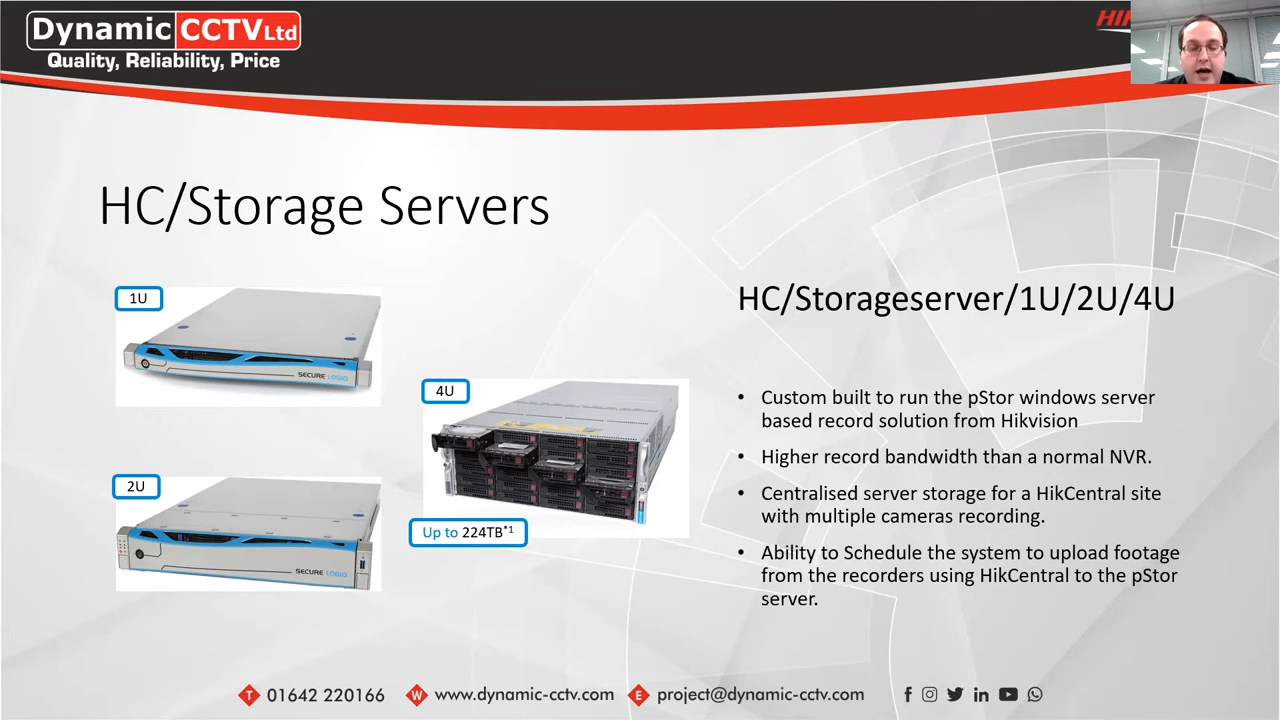 Dynamic CCTV Ltd
Quality, Reliability, Price
HC/Storage Servers
1U
SECURE LOGIQ
4U
Up to 224TB*1
2U
SECURE LOGIQ
HC/Storageserver/1U/2U/4U
• Custom built to run the pStor windows server
based record solution from Hikvision
• Higher record bandwidth than a normal NVR.
• Centralised server storage for a HikCentral site
with multiple cameras recording.
• Ability to Schedule the system to upload footage
from the recorders using HikCentral to the pStor
server.
T 01642 220166 W www.dynamic-cctv.com E project@dynamic-cctv.com